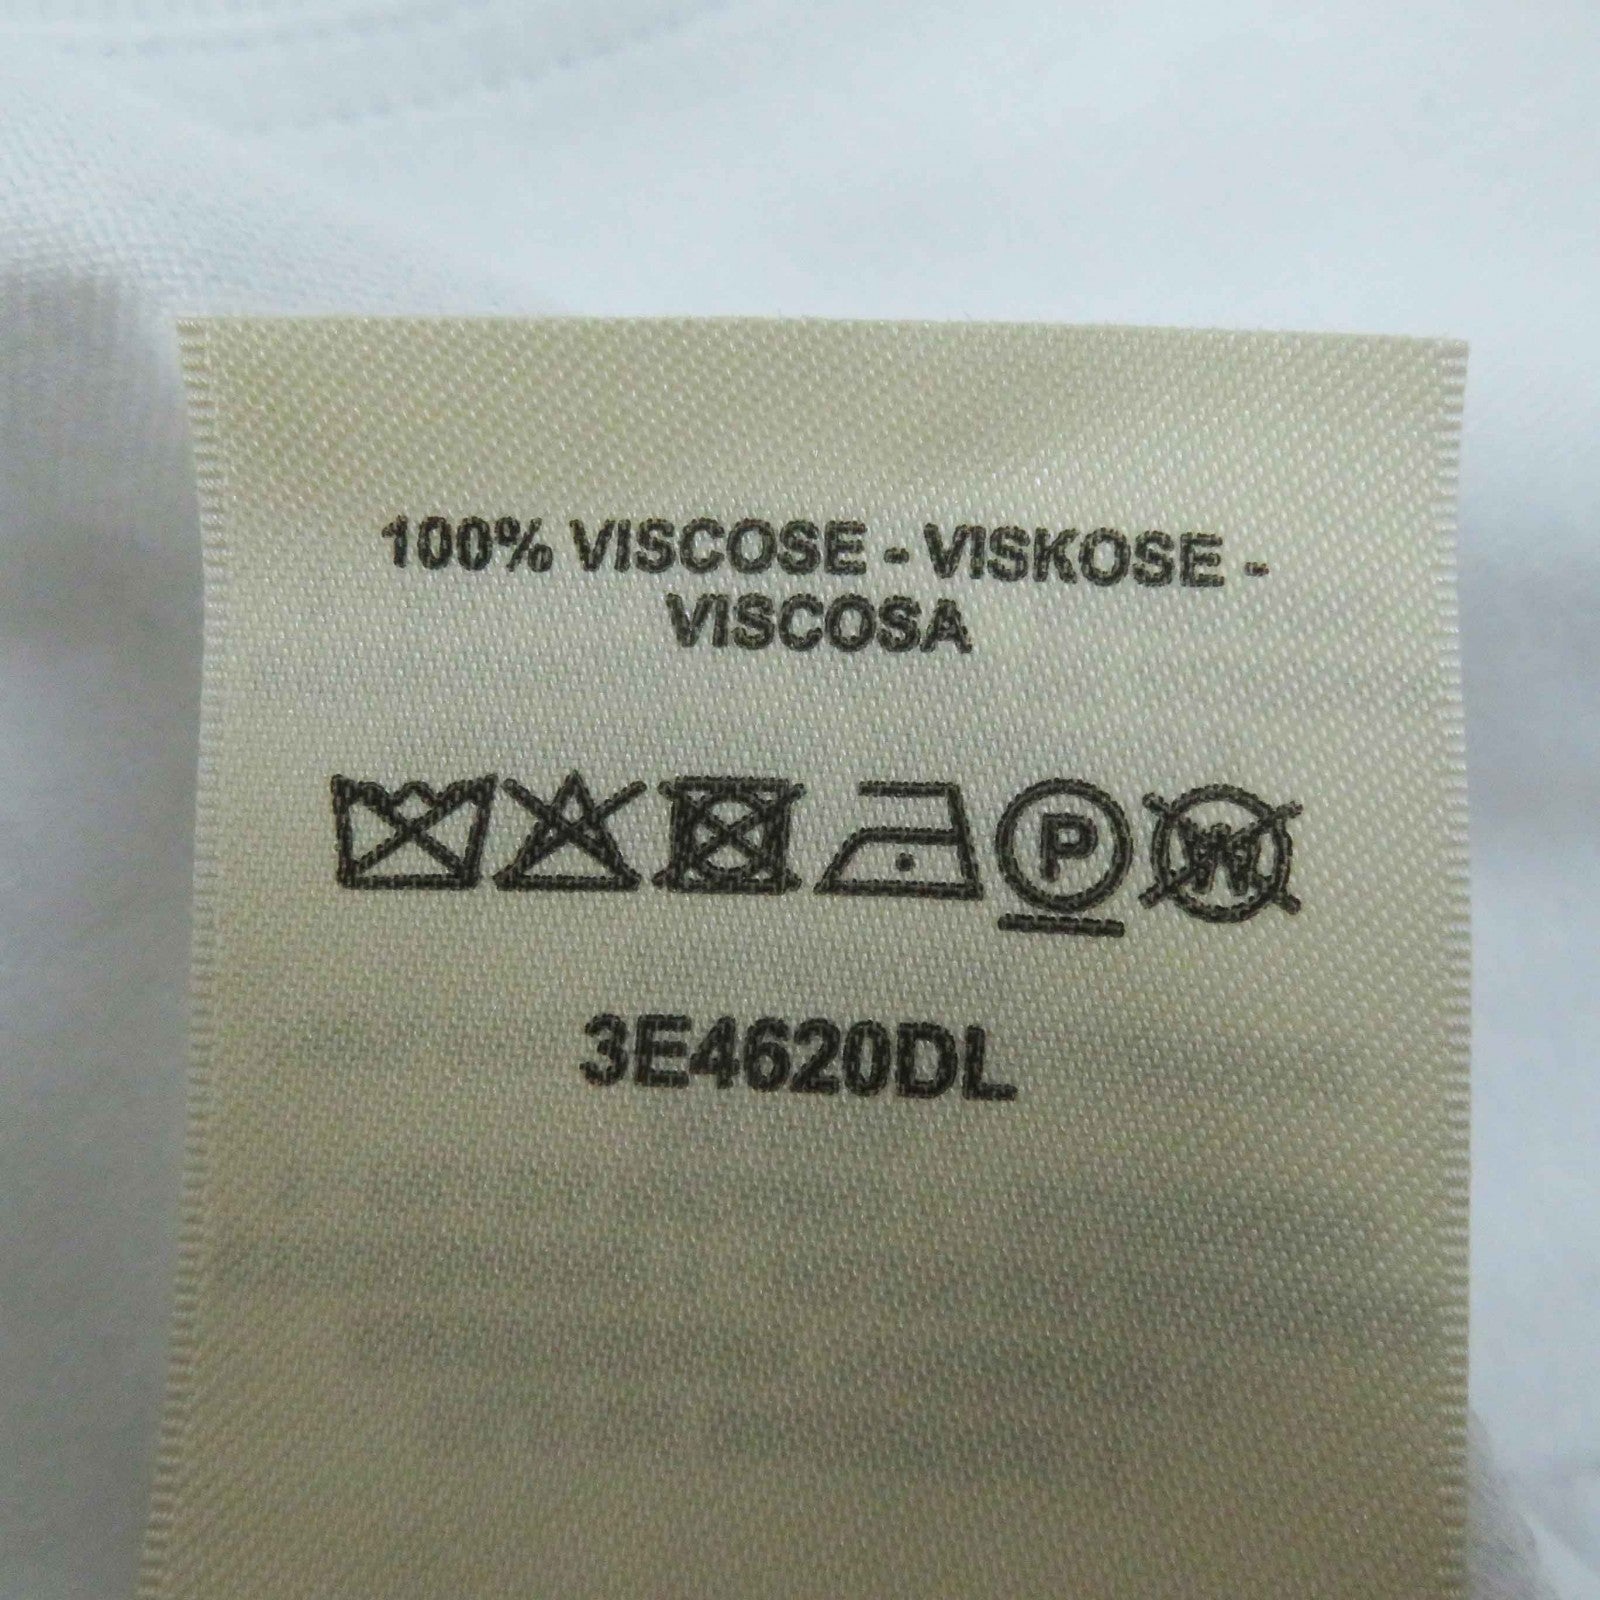 100% VISCOSE - VISKOSE -
VISCOSA
P W
3E4620DL